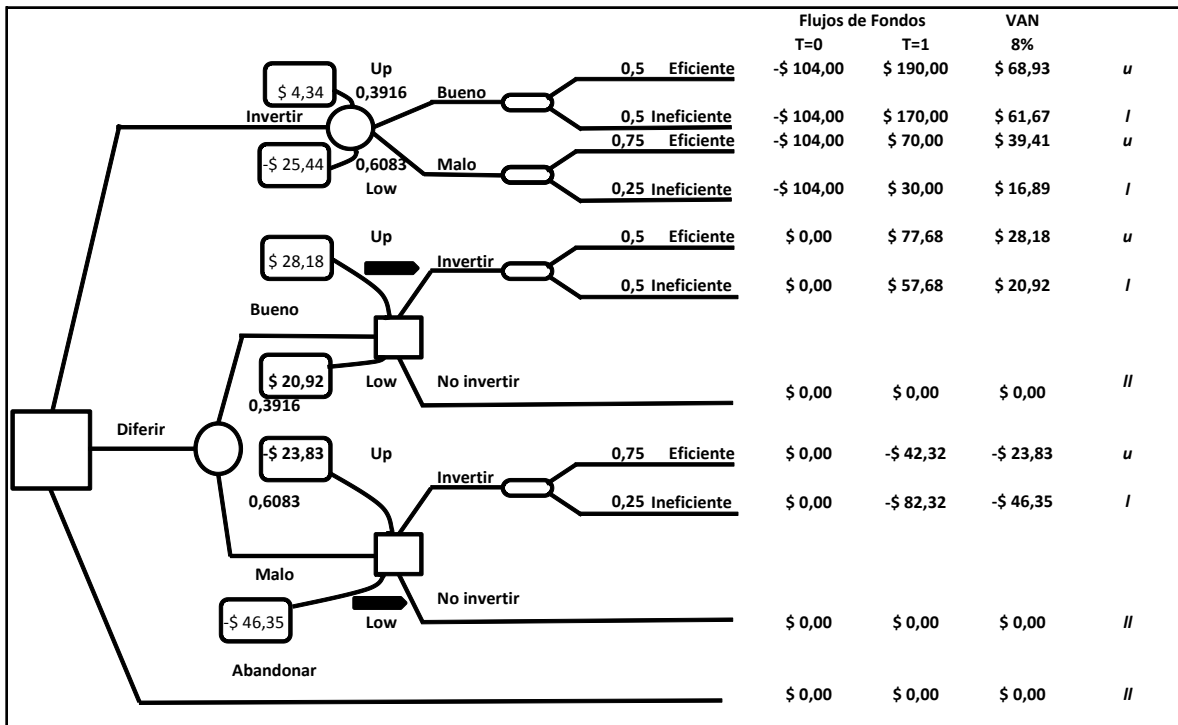 Flujos de Fondos VAN
T=0 T=1 8%
Up 0,5 Eficiente -$ 104,00 $ 190,00 $ 68,93 u
$ 4,34 0,3916 Bueno
Invertir 0,5 Ineficiente -$ 104,00 $ 170,00 $ 61,67 l
0,75 Eficiente -$ 104,00 $ 70,00 $ 39,41 u
-$ 25,44 0,6083 Malo
Low 0,25 Ineficiente -$ 104,00 $ 30,00 $ 16,89 l
Up 0,5 Eficiente $ 0,00 $ 77,68 $ 28,18 u
$ 28,18 Invertir
0,5 Ineficiente $ 0,00 $ 57,68 $ 20,92 l
Bueno
$ 20,92 Low No invertir $ 0,00 $ 0,00 $ 0,00 ll
0,3916
Diferir
-$ 23,83 Up 0,75 Eficiente $ 0,00 -$ 42,32 -$ 23,83 u
Invertir
0,6083 0,25 Ineficiente $ 0,00 -$ 82,32 -$ 46,35 l
Malo
No invertir
-$ 46,35 Low $ 0,00 $ 0,00 $ 0,00 ll
Abandonar
$ 0,00 $ 0,00 $ 0,00 ll